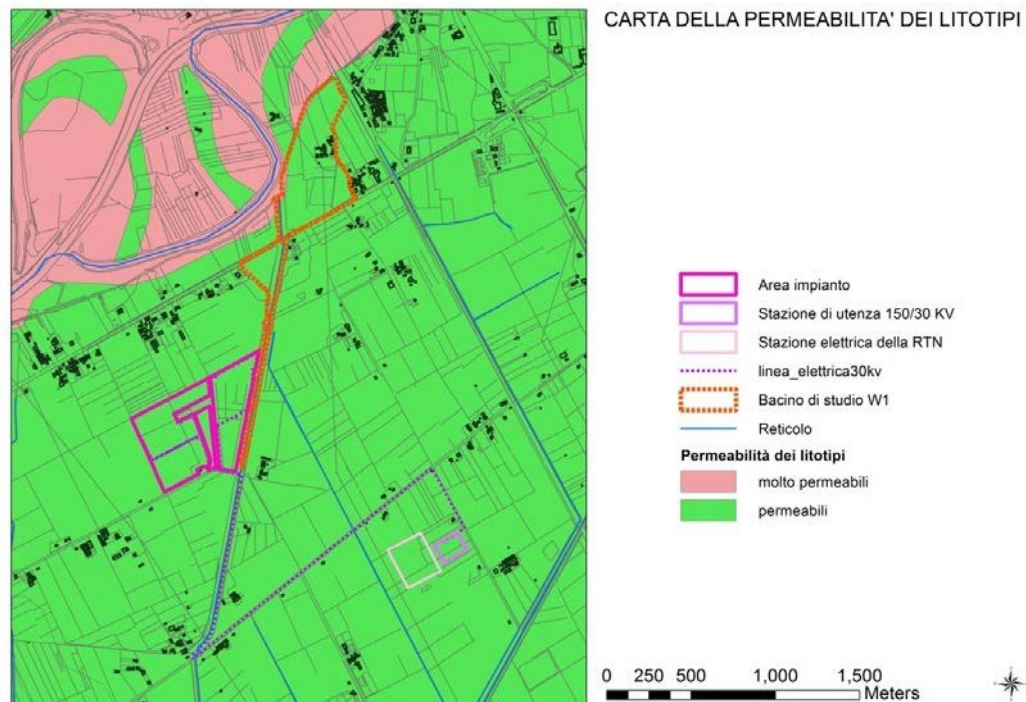 CARTA DELLA PERMEABILITA' DEI LITOTIPI
Area impianto
Stazione di utenza 150/30 KV
Stazione elettrica della RTN
linea_elettrica30kv
Bacino di studio W1
Reticolo
Permeabilità dei litotipi
molto permeabili
permeabili
0 250 500 1,000 1,500
Meters